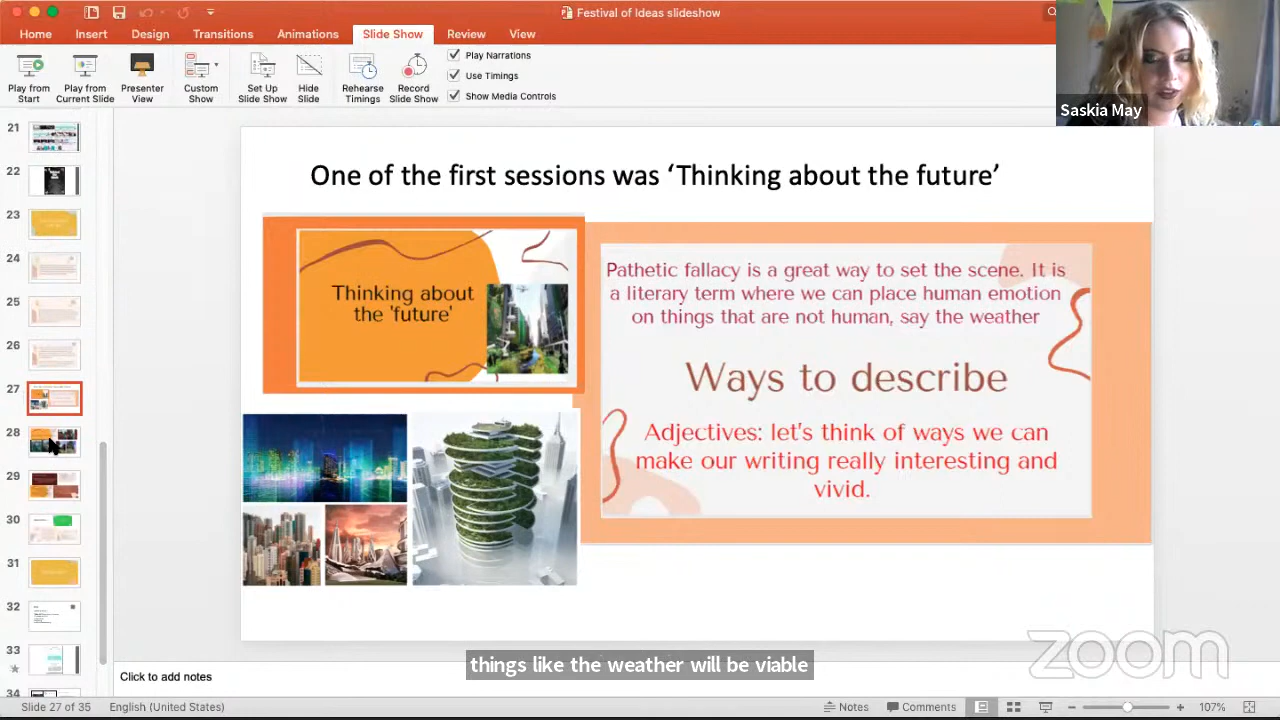 Festival of Ideas slideshow
Home Insert Design Transitions Animations Slide Show Review View
Play from Start
Play from Current Slide
Presenter View
Custom Show
Set Up Slide Show
Hide Slide
Rehearse Timings
Record Slide Show
Play Narrations
Use Timings
Show Media Controls
Saskia May
21
22
23
24
25
26
27
28
29
30
31
32
33
34
One of the first sessions was ‘Thinking about the future’
Thinking about
the 'future'
Pathetic fallacy is a great way to set the scene. It is
a literary term where we can place human emotion
on things that are not human, say the weather
Ways to describe
Adjectives: let's think of ways we can
make our writing really interesting and
vivid.
things like the weather will be viable
zoom
Click to add notes
Slide 27 of 35 English (United States) Notes Comments 107%